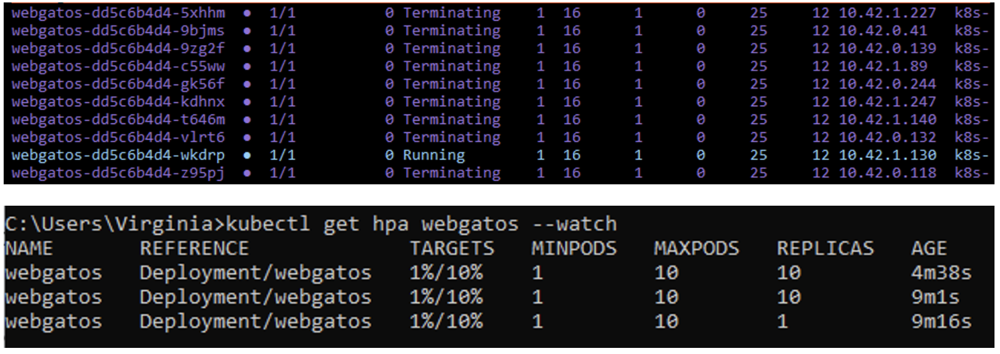 webgatos-dd5c6b4d4-5xhhm ● 1/1 0 Terminating 1 16 1 0 25 12 10.42.1.227 k8s-
webgatos-dd5c6b4d4-9bjms ● 1/1 0 Terminating 1 16 1 0 25 12 10.42.0.41 k8s-
webgatos-dd5c6b4d4-9zg2f ● 1/1 0 Terminating 1 16 1 0 25 12 10.42.0.139 k8s-
webgatos-dd5c6b4d4-c55ww ● 1/1 0 Terminating 1 16 1 0 25 12 10.42.1.89 k8s-
webgatos-dd5c6b4d4-gk56f ● 1/1 0 Terminating 1 16 1 0 25 12 10.42.0.244 k8s-
webgatos-dd5c6b4d4-kdhnx ● 1/1 0 Terminating 1 16 1 0 25 12 10.42.1.247 k8s-
webgatos-dd5c6b4d4-t646m ● 1/1 0 Terminating 1 16 1 0 25 12 10.42.1.140 k8s-
webgatos-dd5c6b4d4-vlrt6 ● 1/1 0 Terminating 1 16 1 0 25 12 10.42.0.132 k8s-
webgatos-dd5c6b4d4-wkdrp ● 1/1 0 Running 1 16 1 0 25 12 10.42.1.130 k8s-
webgatos-dd5c6b4d4-z95pj ● 1/1 0 Terminating 1 16 1 0 25 12 10.42.0.118 k8s-
C:\Users\Virginia>kubectl get hpa webgatos --watch
NAME REFERENCE TARGETS MINPODS MAXPODS REPLICAS AGE
webgatos Deployment/webgatos 1%/10% 1 10 10 4m38s
webgatos Deployment/webgatos 1%/10% 1 10 10 9m1s
webgatos Deployment/webgatos 1%/10% 1 10 1 9m16s